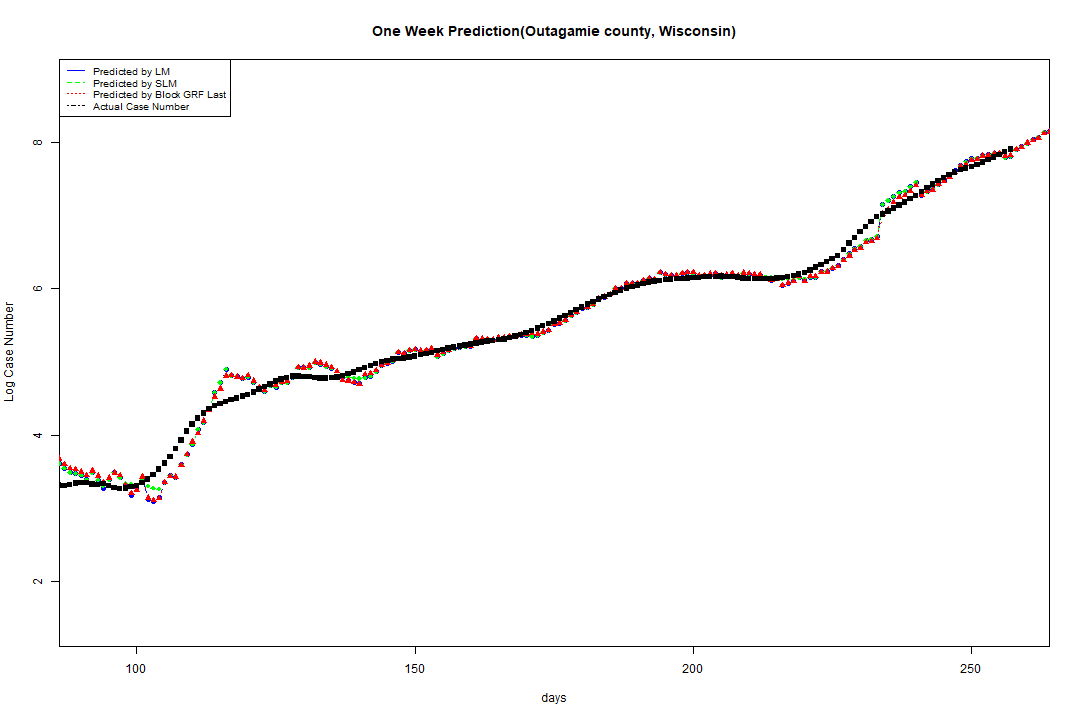 One Week Prediction(Outagamie county, Wisconsin)
Predicted by LM
Predicted by SLM
Predicted by Block GRF Last
Actual Case Number
8
6
4
2
Log Case Number
100 150 200 250
days